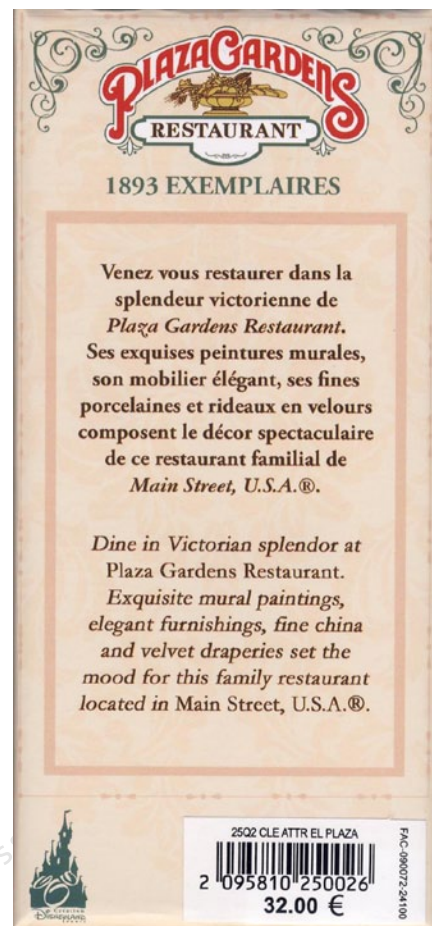 PLAZA GARDENS
RESTAURANT
1893 EXEMPLAIRES
Venez vous restaurer dans la
splendeur victorienne de
Plaza Gardens Restaurant.
Ses exquises peintures murales,
son mobilier élégant, ses fines
porcelaines et rideaux en velours
composent le décor spectaculaire
de ce restaurant familial de
Main Street, U.S.A.®.
Dine in Victorian splendor at
Plaza Gardens Restaurant.
Exquisite mural paintings,
elegant furnishings, fine china
and velvet draperies set the
mood for this family restaurant
located in Main Street, U.S.A.®.
25Q2 CLE ATTR EL PLAZA
2 095810 250026
32.00 €
FAC-090072-24100
DISNEYLAND